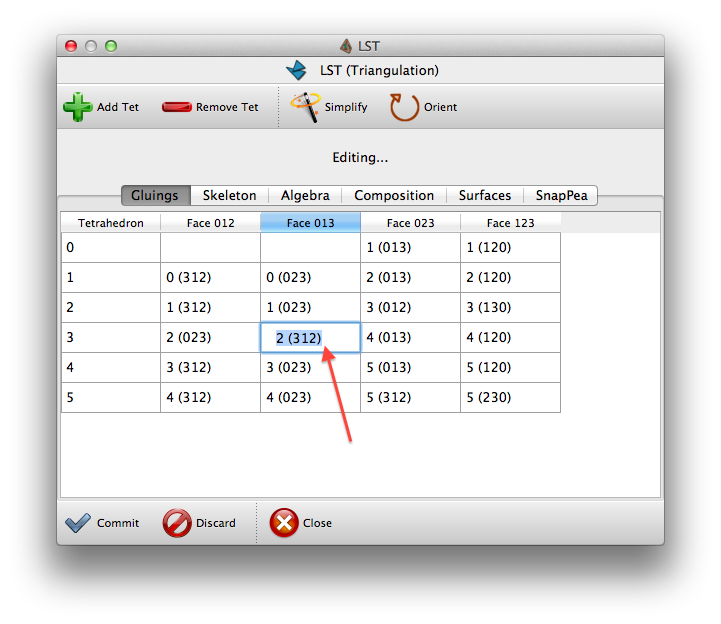 LST
LST (Triangulation)
Add Tet Remove Tet Simplify Orient
Editing...
Gluings Skeleton Algebra Composition Surfaces SnapPea
Tetrahedron Face 012 Face 013 Face 023 Face 123
0 1 (013) 1 (120)
1 0 (312) 0 (023) 2 (013) 2 (120)
2 1 (312) 1 (023) 3 (012) 3 (130)
3 2 (023) 2 (312) 4 (013) 4 (120)
4 3 (312) 3 (023) 5 (013) 5 (120)
5 4 (312) 4 (023) 5 (312) 5 (230)
Commit Discard Close